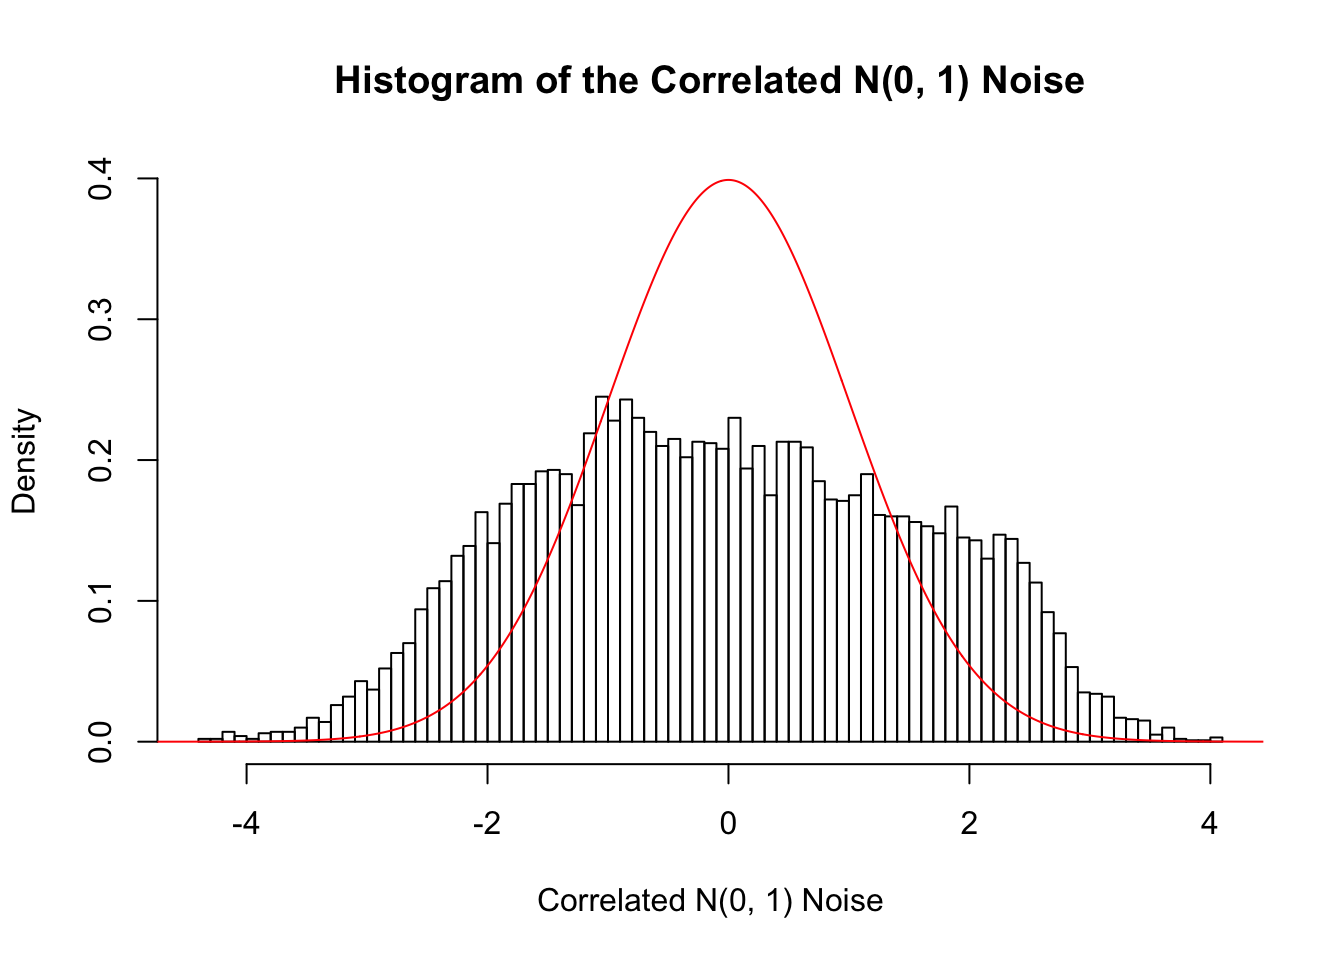 Histogram of the Correlated N(0, 1) Noise
0.4
0.3
0.2
0.1
0.0
Density
-4 -2 0 2 4
Correlated N(0, 1) Noise